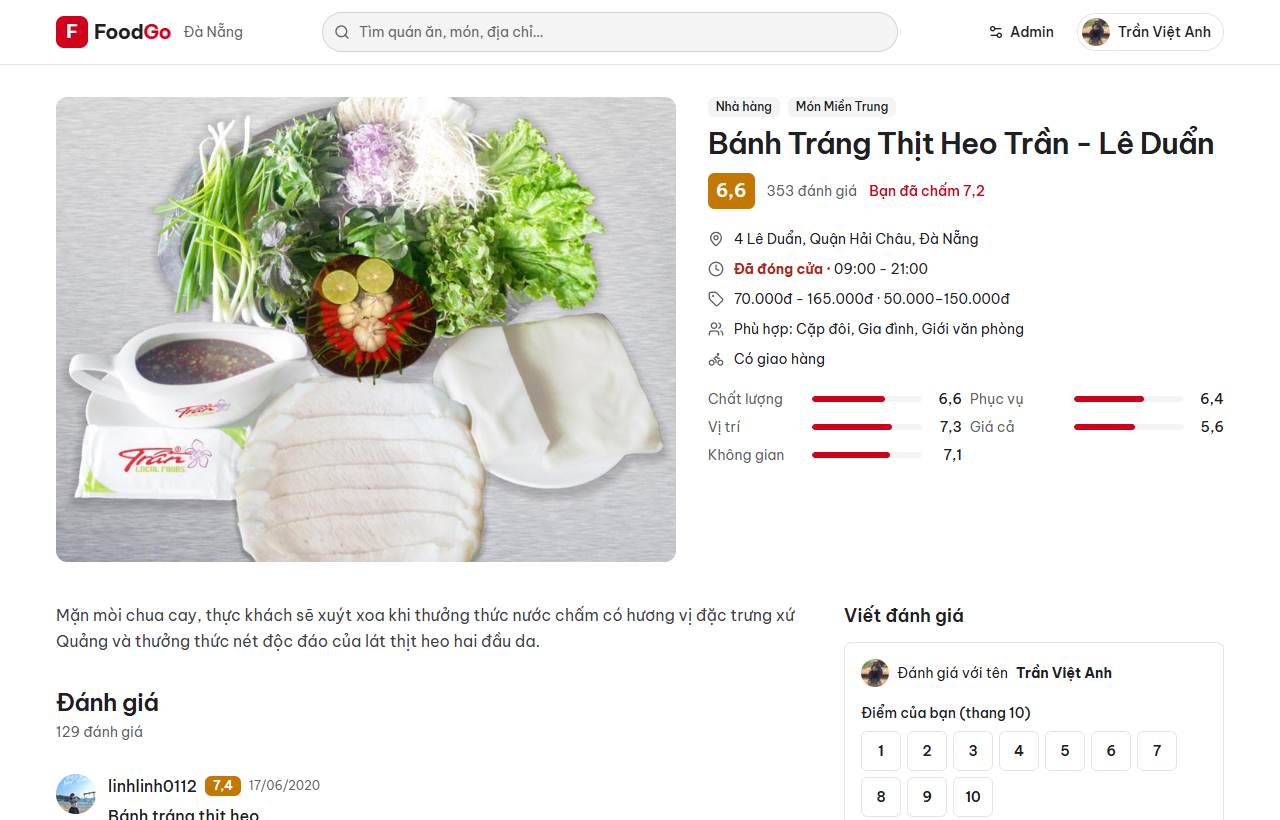 F FoodGo Đà Nẵng
Tìm quán ăn, món, địa chỉ...
Admin
Trần Việt Anh
Nhà hàng Món Miền Trung
Bánh Tráng Thịt Heo Trần - Lê Duẩn
6,6 353 đánh giá Bạn đã chấm 7,2
4 Lê Duẩn, Quận Hải Châu, Đà Nẵng
Đã đóng cửa · 09:00 - 21:00
70.000đ - 165.000đ · 50.000–150.000đ
Phù hợp: Cặp đôi, Gia đình, Giới văn phòng
Có giao hàng
Chất lượng 6,6 Phục vụ 6,4
Vị trí 7,3 Giá cả 5,6
Không gian 7,1
Trần
Trần
LOCAL FOODS
Mặn mòi chua cay, thực khách sẽ xuýt xoa khi thưởng thức nước chấm có hương vị đặc trưng xứ
Quảng và thưởng thức nét độc đáo của lát thịt heo hai đầu da.
Đánh giá
129 đánh giá
linhlinh0112 7,4 17/06/2020
Bánh tráng thịt heo
Viết đánh giá
Đánh giá với tên Trần Việt Anh
Điểm của bạn (thang 10)
1 2 3 4 5 6 7
8 9 10